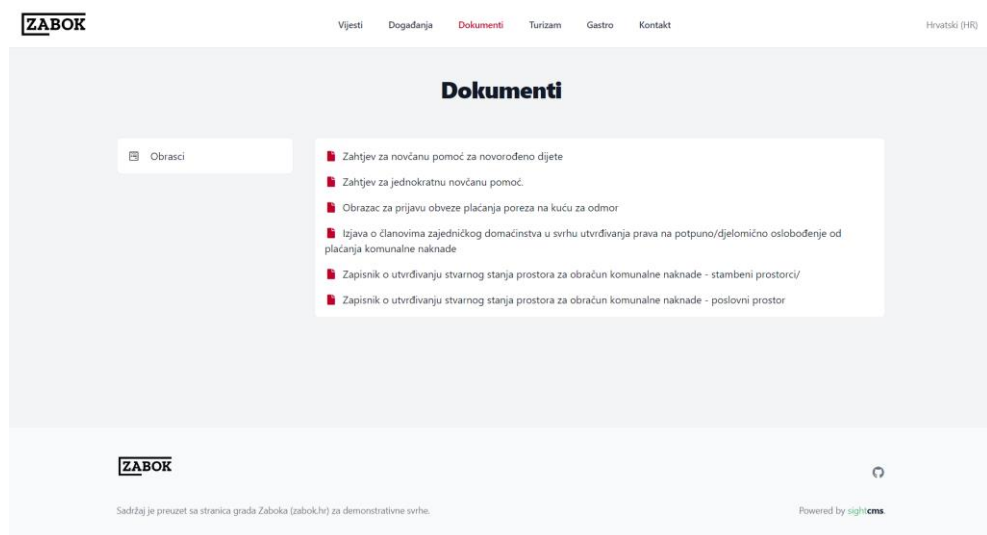 ZABOK
Vijesti Događanja Dokumenti Turizam Gastro Kontakt
Hrvatski (HR)
Dokumenti
Obrasci
Zahtjev za novčanu pomoć za novorođeno dijete
Zahtjev za jednokratnu novčanu pomoć.
Obrazac za prijavu obveze plaćanja poreza na kuću za odmor
Izjava o članovima zajedničkog domaćinstva u svrhu utvrđivanja prava na potpuno/djelomično oslobođenje od
plaćanja komunalne naknade
Zapisnik o utvrđivanju stvarnog stanja prostora za obračun komunalne naknade - stambeni prostorci/
Zapisnik o utvrđivanju stvarnog stanja prostora za obračun komunalne naknade - poslovni prostor
ZABOK
Sadržaj je preuzet sa stranica grada Zaboka (zabok.hr) za demonstrativne svrhe.
Powered by sightcms.